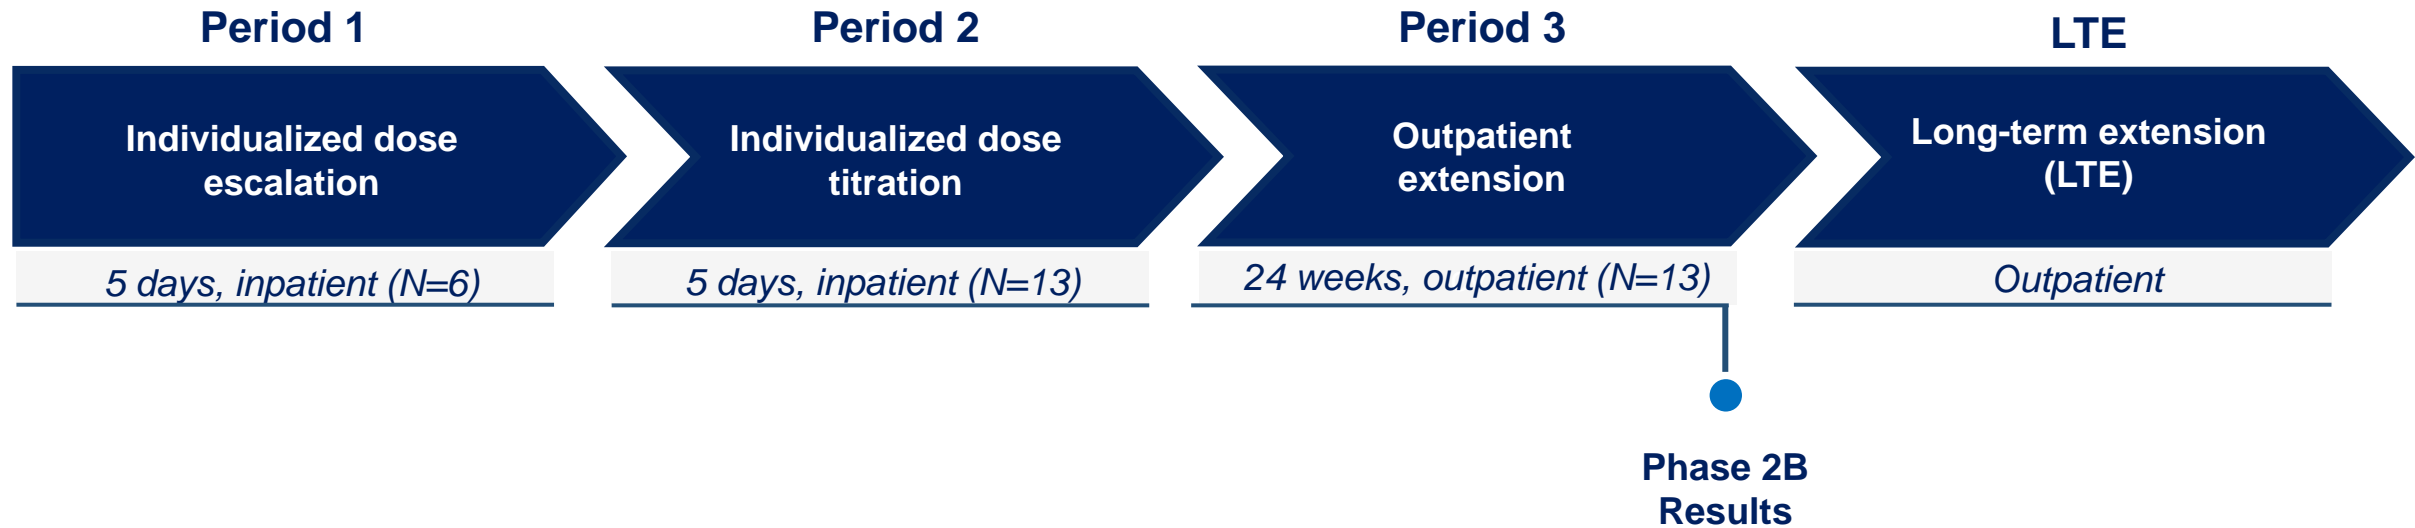 Period 1
Period 2
Period 3
LTE
Individualized dose
escalation
Individualized dose
titration
Outpatient
extension
Long-term extension
(LTE)
5 days, inpatient (N=6)
5 days, inpatient (N=13)
24 weeks, outpatient (N=13)
Outpatient
Phase 2B
Results